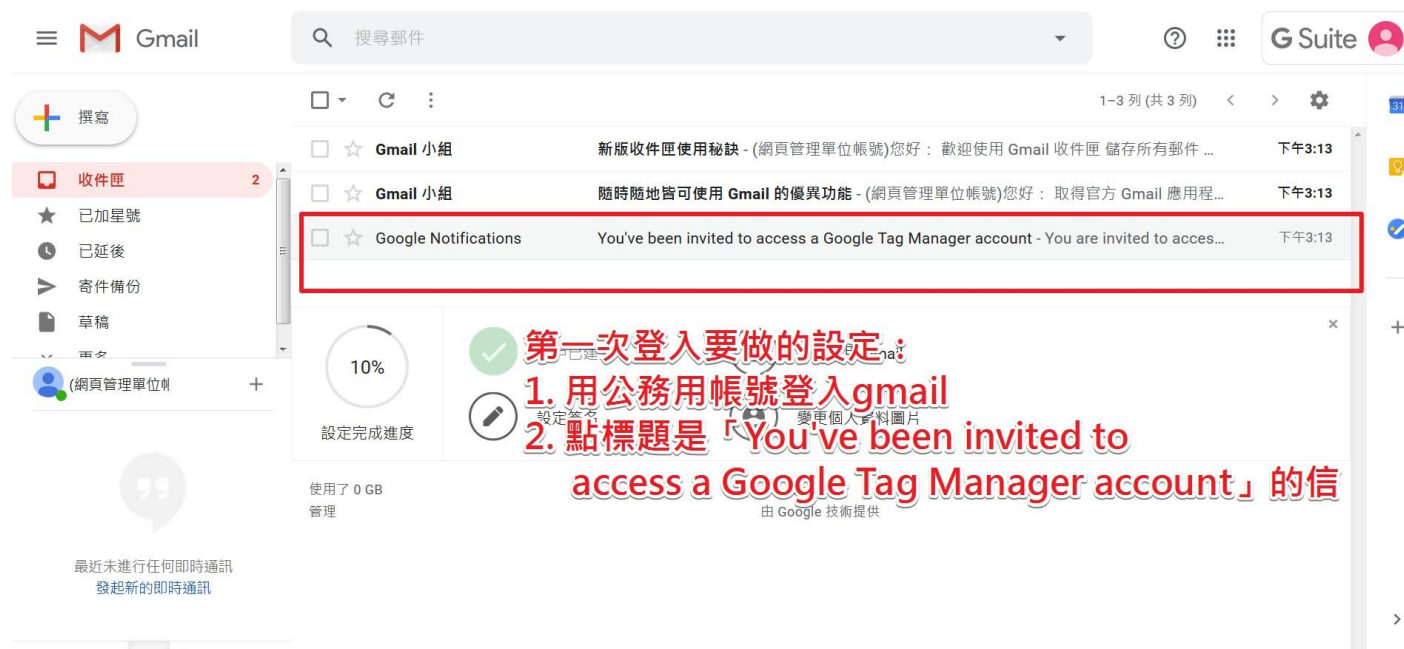 Gmail
搜尋郵件
G Suite
撰寫
1–3 列 (共 3 列)
31
收件匣 2
已加星號
已延後
寄件備份
草稿
更多
Gmail 小組 新版收件匣使用秘訣 - (網頁管理單位帳號)您好： 歡迎使用 Gmail 收件匣 儲存所有郵件 ... 下午3:13
Gmail 小組 隨時隨地皆可使用 Gmail 的優異功能 - (網頁管理單位帳號)您好： 取得官方 Gmail 應用程... 下午3:13
Google Notifications You've been invited to access a Google Tag Manager account - You are invited to acces... 下午3:13
(網頁管理單位帳
10%
設定完成進度
第一次登入要做的設定：
1. 用公務用帳號登入gmail
設定簽名
變更個人資料圖片
2. 點標題是「You've been invited to
access a Google Tag Manager account」的信
使用了 0 GB
管理
由 Google 技術提供
最近未進行任何即時通訊
發起新的即時通訊